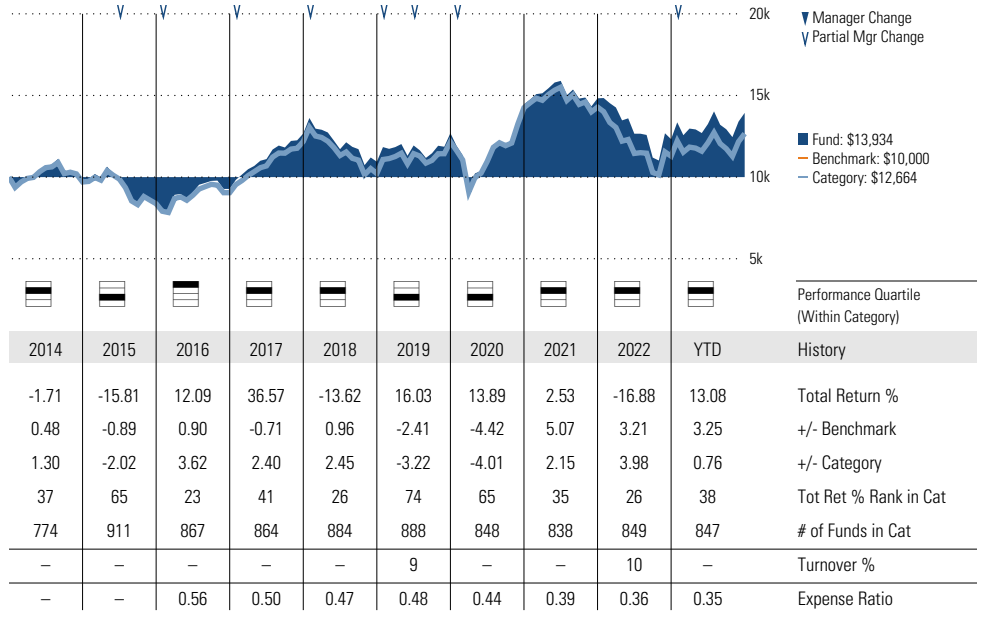 20k
Manager Change
Partial Mgr Change
15k
Fund: $13,934
Benchmark: $10,000
10k
Category: $12,664
5k
Performance Quartile
(Within Category)
2014 2015 2016 2017 2018 2019 2020 2021 2022 YTD History
-1.71 -15.81 12.09 36.57 -13.62 16.03 13.89 2.53 -16.88 13.08 Total Return %
0.48 -0.89 0.90 -0.71 0.96 -2.41 -4.42 5.07 3.21 3.25 +/- Benchmark
1.30 -2.02 3.62 2.40 2.45 -3.22 -4.01 2.15 3.98 0.76 +/- Category
37 65 23 41 26 74 65 35 26 38 Tot Ret % Rank in Cat
774 911 867 864 884 888 848 838 849 847 # of Funds in Cat
– – – – – 9 – – 10 – Turnover %
– – 0.56 0.50 0.47 0.48 0.44 0.39 0.36 0.35 Expense Ratio